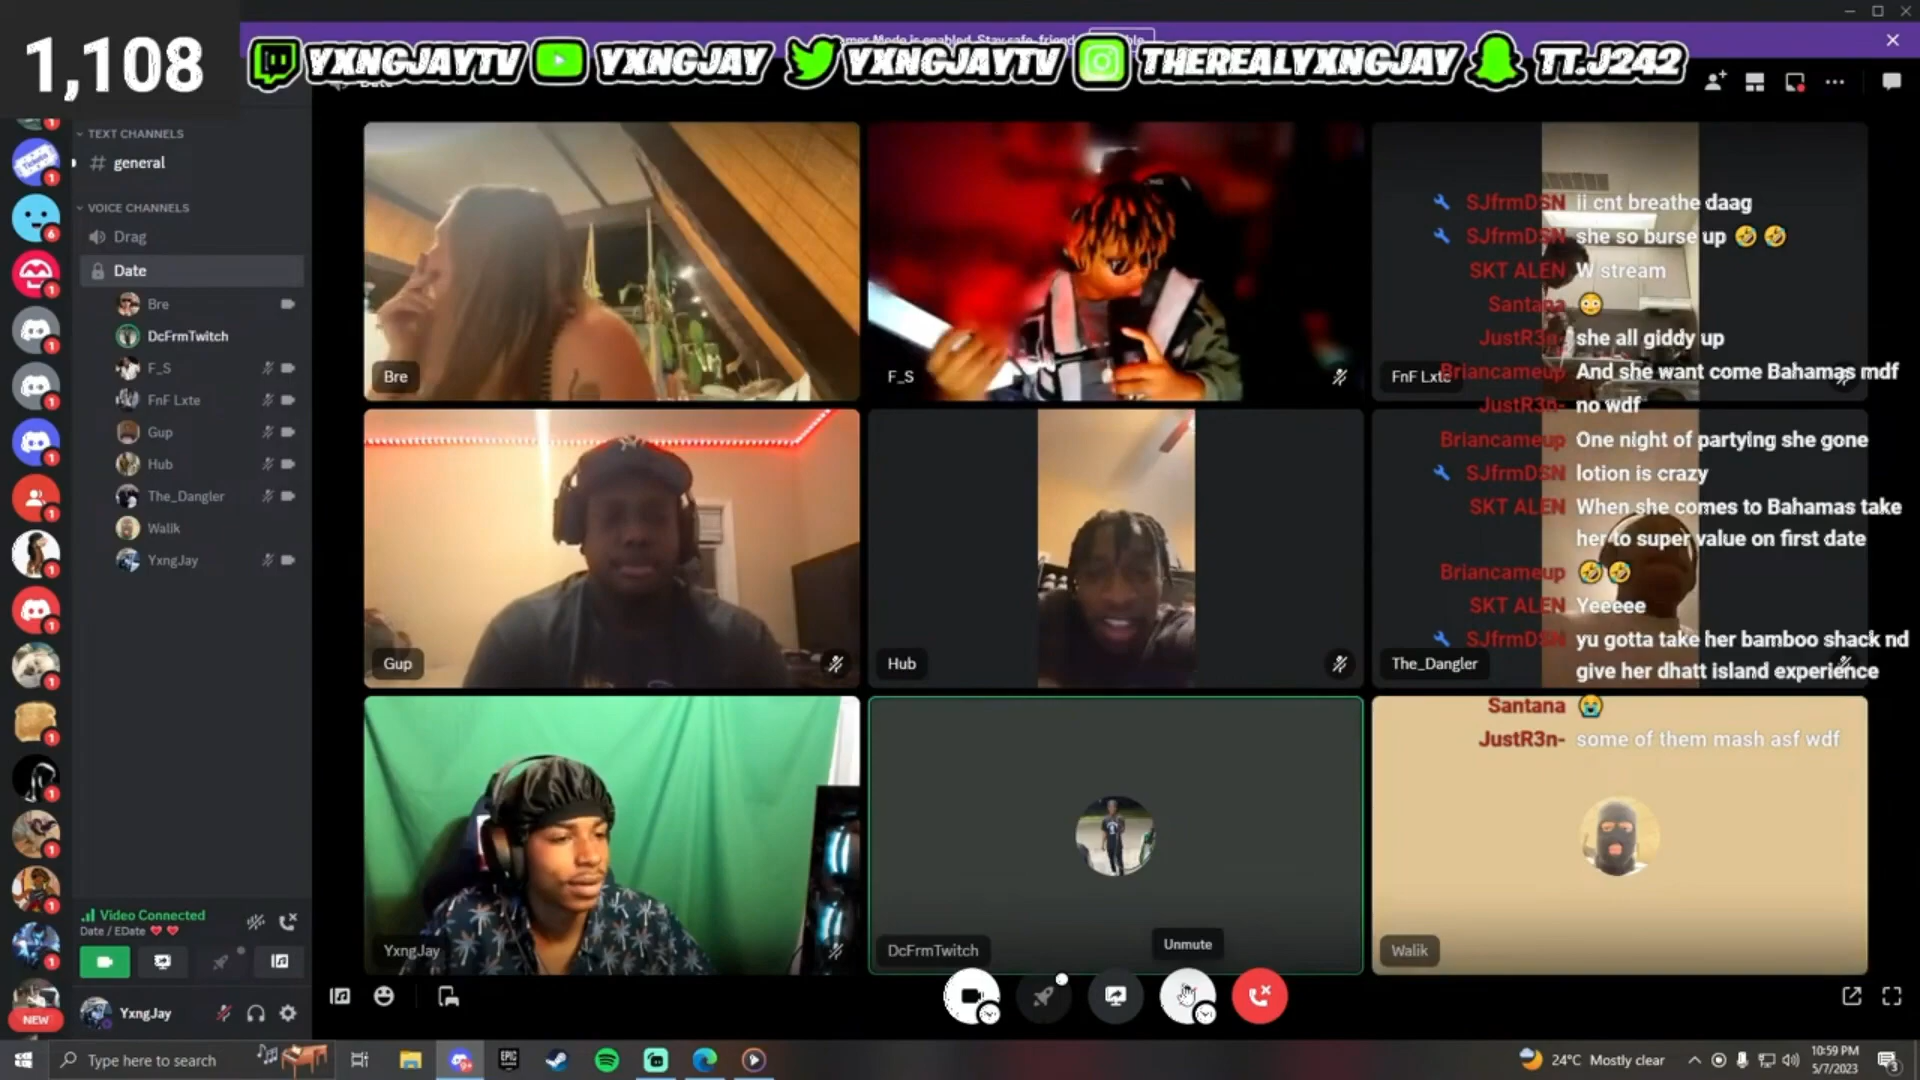 1,108
YXNGJAYTV YXNGJAY YXNGJAYTV THEREALYXNGJAY TT.J242
Mode is enabled. Stay safe, friend
TEXT CHANNELS
# general
VOICE CHANNELS
Drag
Date
Bre
DcFrmTwitch
F_S
FnF Lxte
Gup
Hub
The_Dangler
Walik
YxngJay
Video Connected
Date / EDate
YxngJay
NEW
Bre
F_S
FnF Lxte
Gup
Hub
The_Dangler
YxngJay
DcFrmTwitch
Walik
Unmute
SJfrmDSN ii cnt breathe daag
SJfrmDSN she so burse up 🤣 🤣
SKT ALEN W stream
Santana 😳
JustR3n- she all giddy up
Briancameup And she want come Bahamas mdf
JustR3n- no wdf
Briancameup One night of partying she gone
SJfrmDSN lotion is crazy
SKT ALEN When she comes to Bahamas take
her to super value on first date
Briancameup 🤣 🤣
SKT ALEN Yeeeee
SJfrmDSN yu gotta take her bamboo shack nd
give her dhatt island experience
Santana 😭
JustR3n- some of them mash asf wdf
Type here to search
EPIC
24°C Mostly clear
10:59 PM
5/7/2023